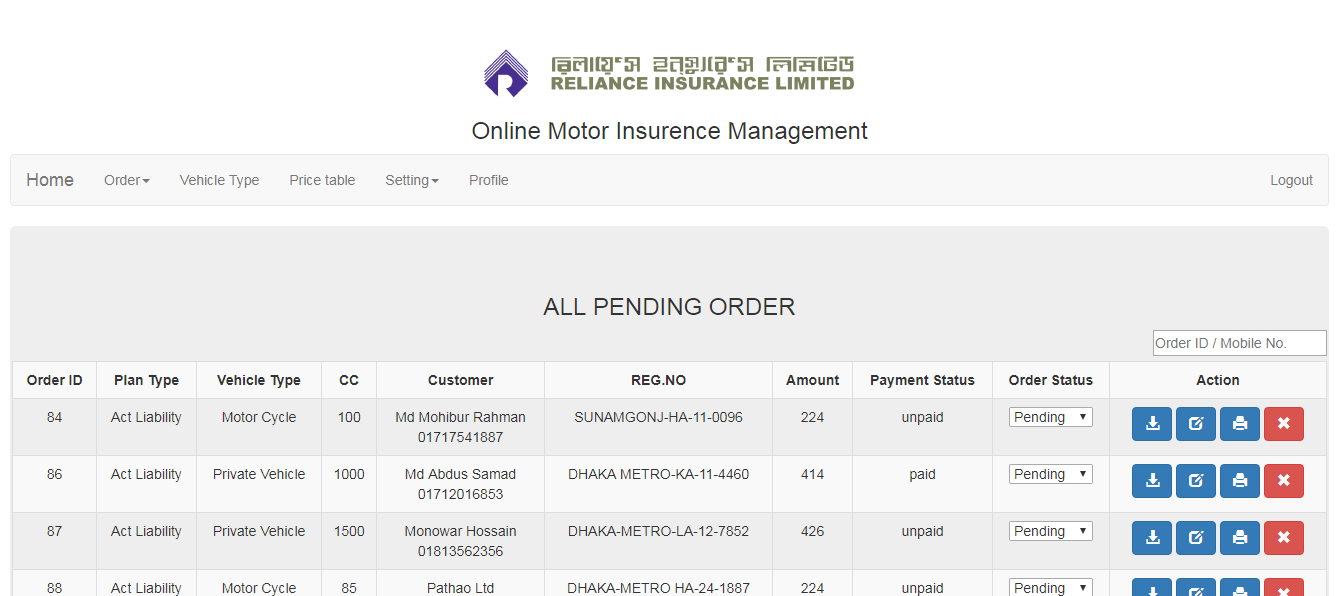 রিলায়েন্স ইন্স্যুরেন্স লিমিটেড
RELIANCE INSURANCE LIMITED
Online Motor Insurence Management
Home Order Vehicle Type Price table Setting Profile Logout
ALL PENDING ORDER
Order ID / Mobile No.
Order ID Plan Type Vehicle Type CC Customer REG.NO Amount Payment Status Order Status Action
84 Act Liability Motor Cycle 100 Md Mohibur Rahman SUNAMGONJ-HA-11-0096 224 unpaid Pending
01717541887
86 Act Liability Private Vehicle 1000 Md Abdus Samad DHAKA METRO-KA-11-4460 414 paid Pending
01712016853
87 Act Liability Private Vehicle 1500 Monowar Hossain DHAKA-METRO-LA-12-7852 426 unpaid Pending
01813562356
88 Act Liability Motor Cycle 85 Pathao Ltd DHAKA-METRO HA-24-1887 224 unpaid Pending